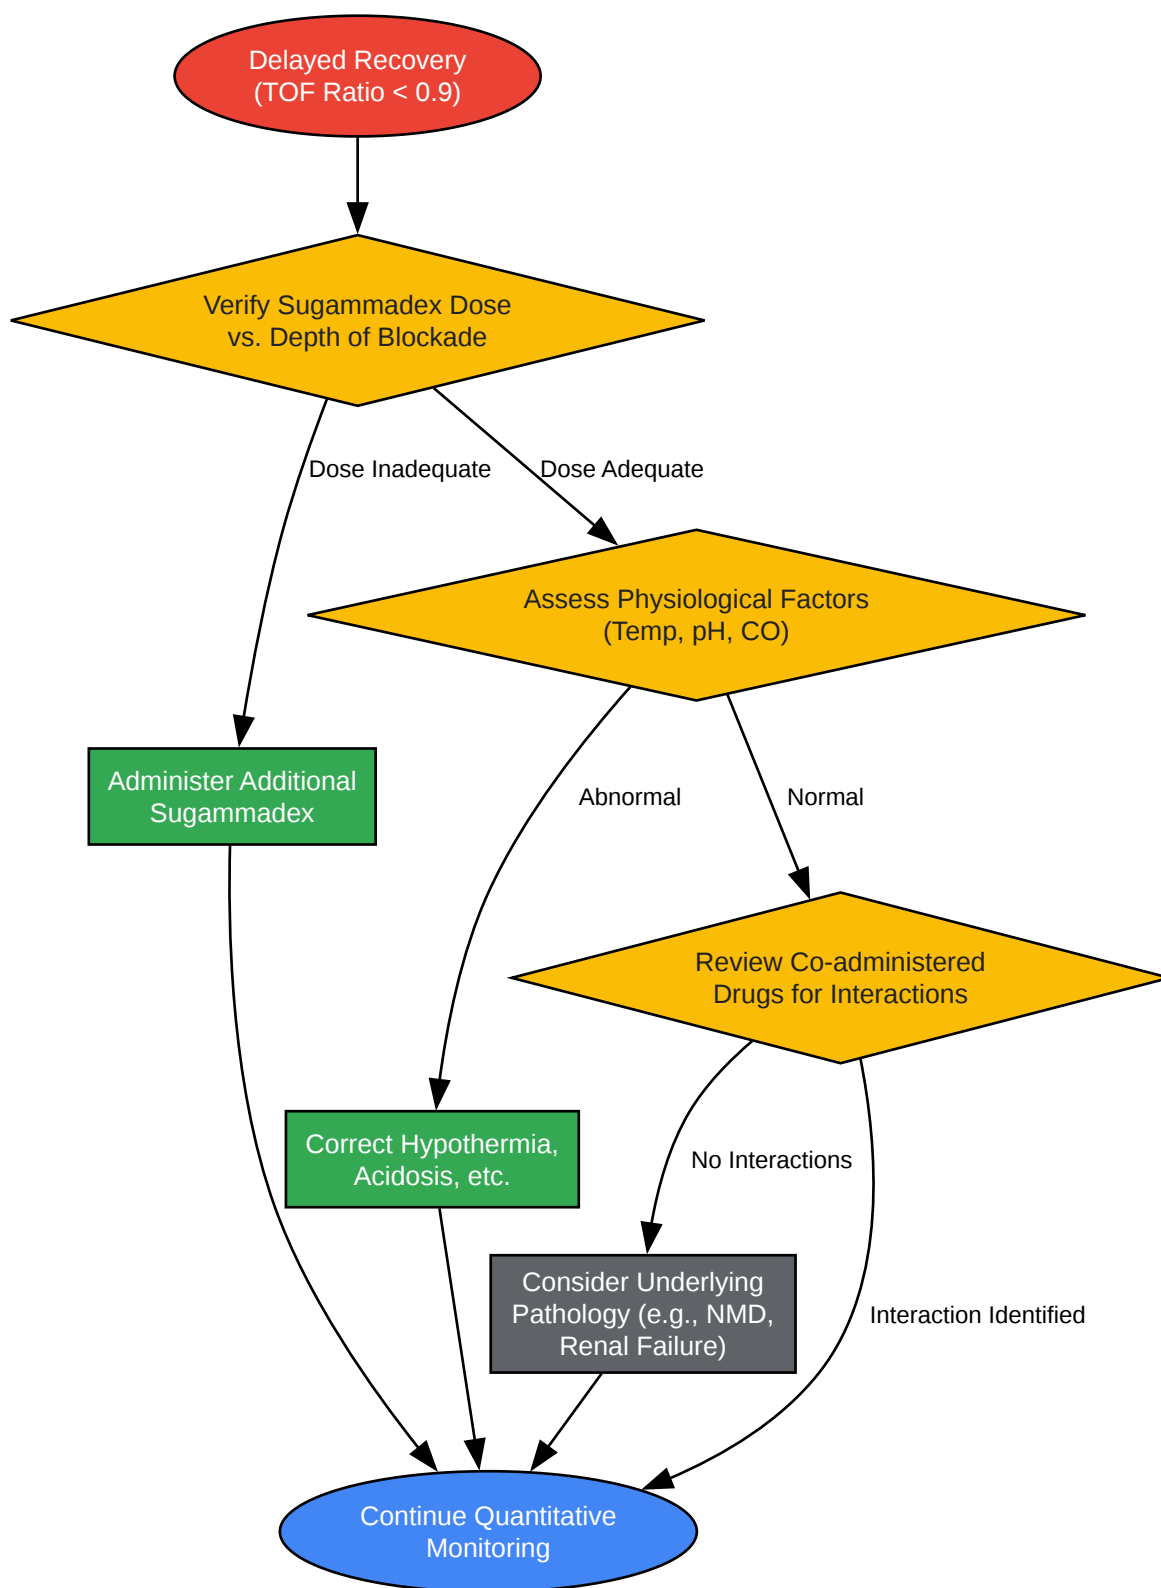 Delayed Recovery
(TOF Ratio < 0.9)
Verify Sugammadex Dose
vs. Depth of Blockade
Dose Inadequate
Dose Adequate
Assess Physiological Factors
(Temp, pH, CO)
Administer Additional
Sugammadex
Abnormal
Normal
Review Co-administered
Drugs for Interactions
Correct Hypothermia,
Acidosis, etc.
No Interactions
Consider Underlying
Pathology (e.g., NMD,
Renal Failure)
Interaction Identified
Continue Quantitative
Monitoring